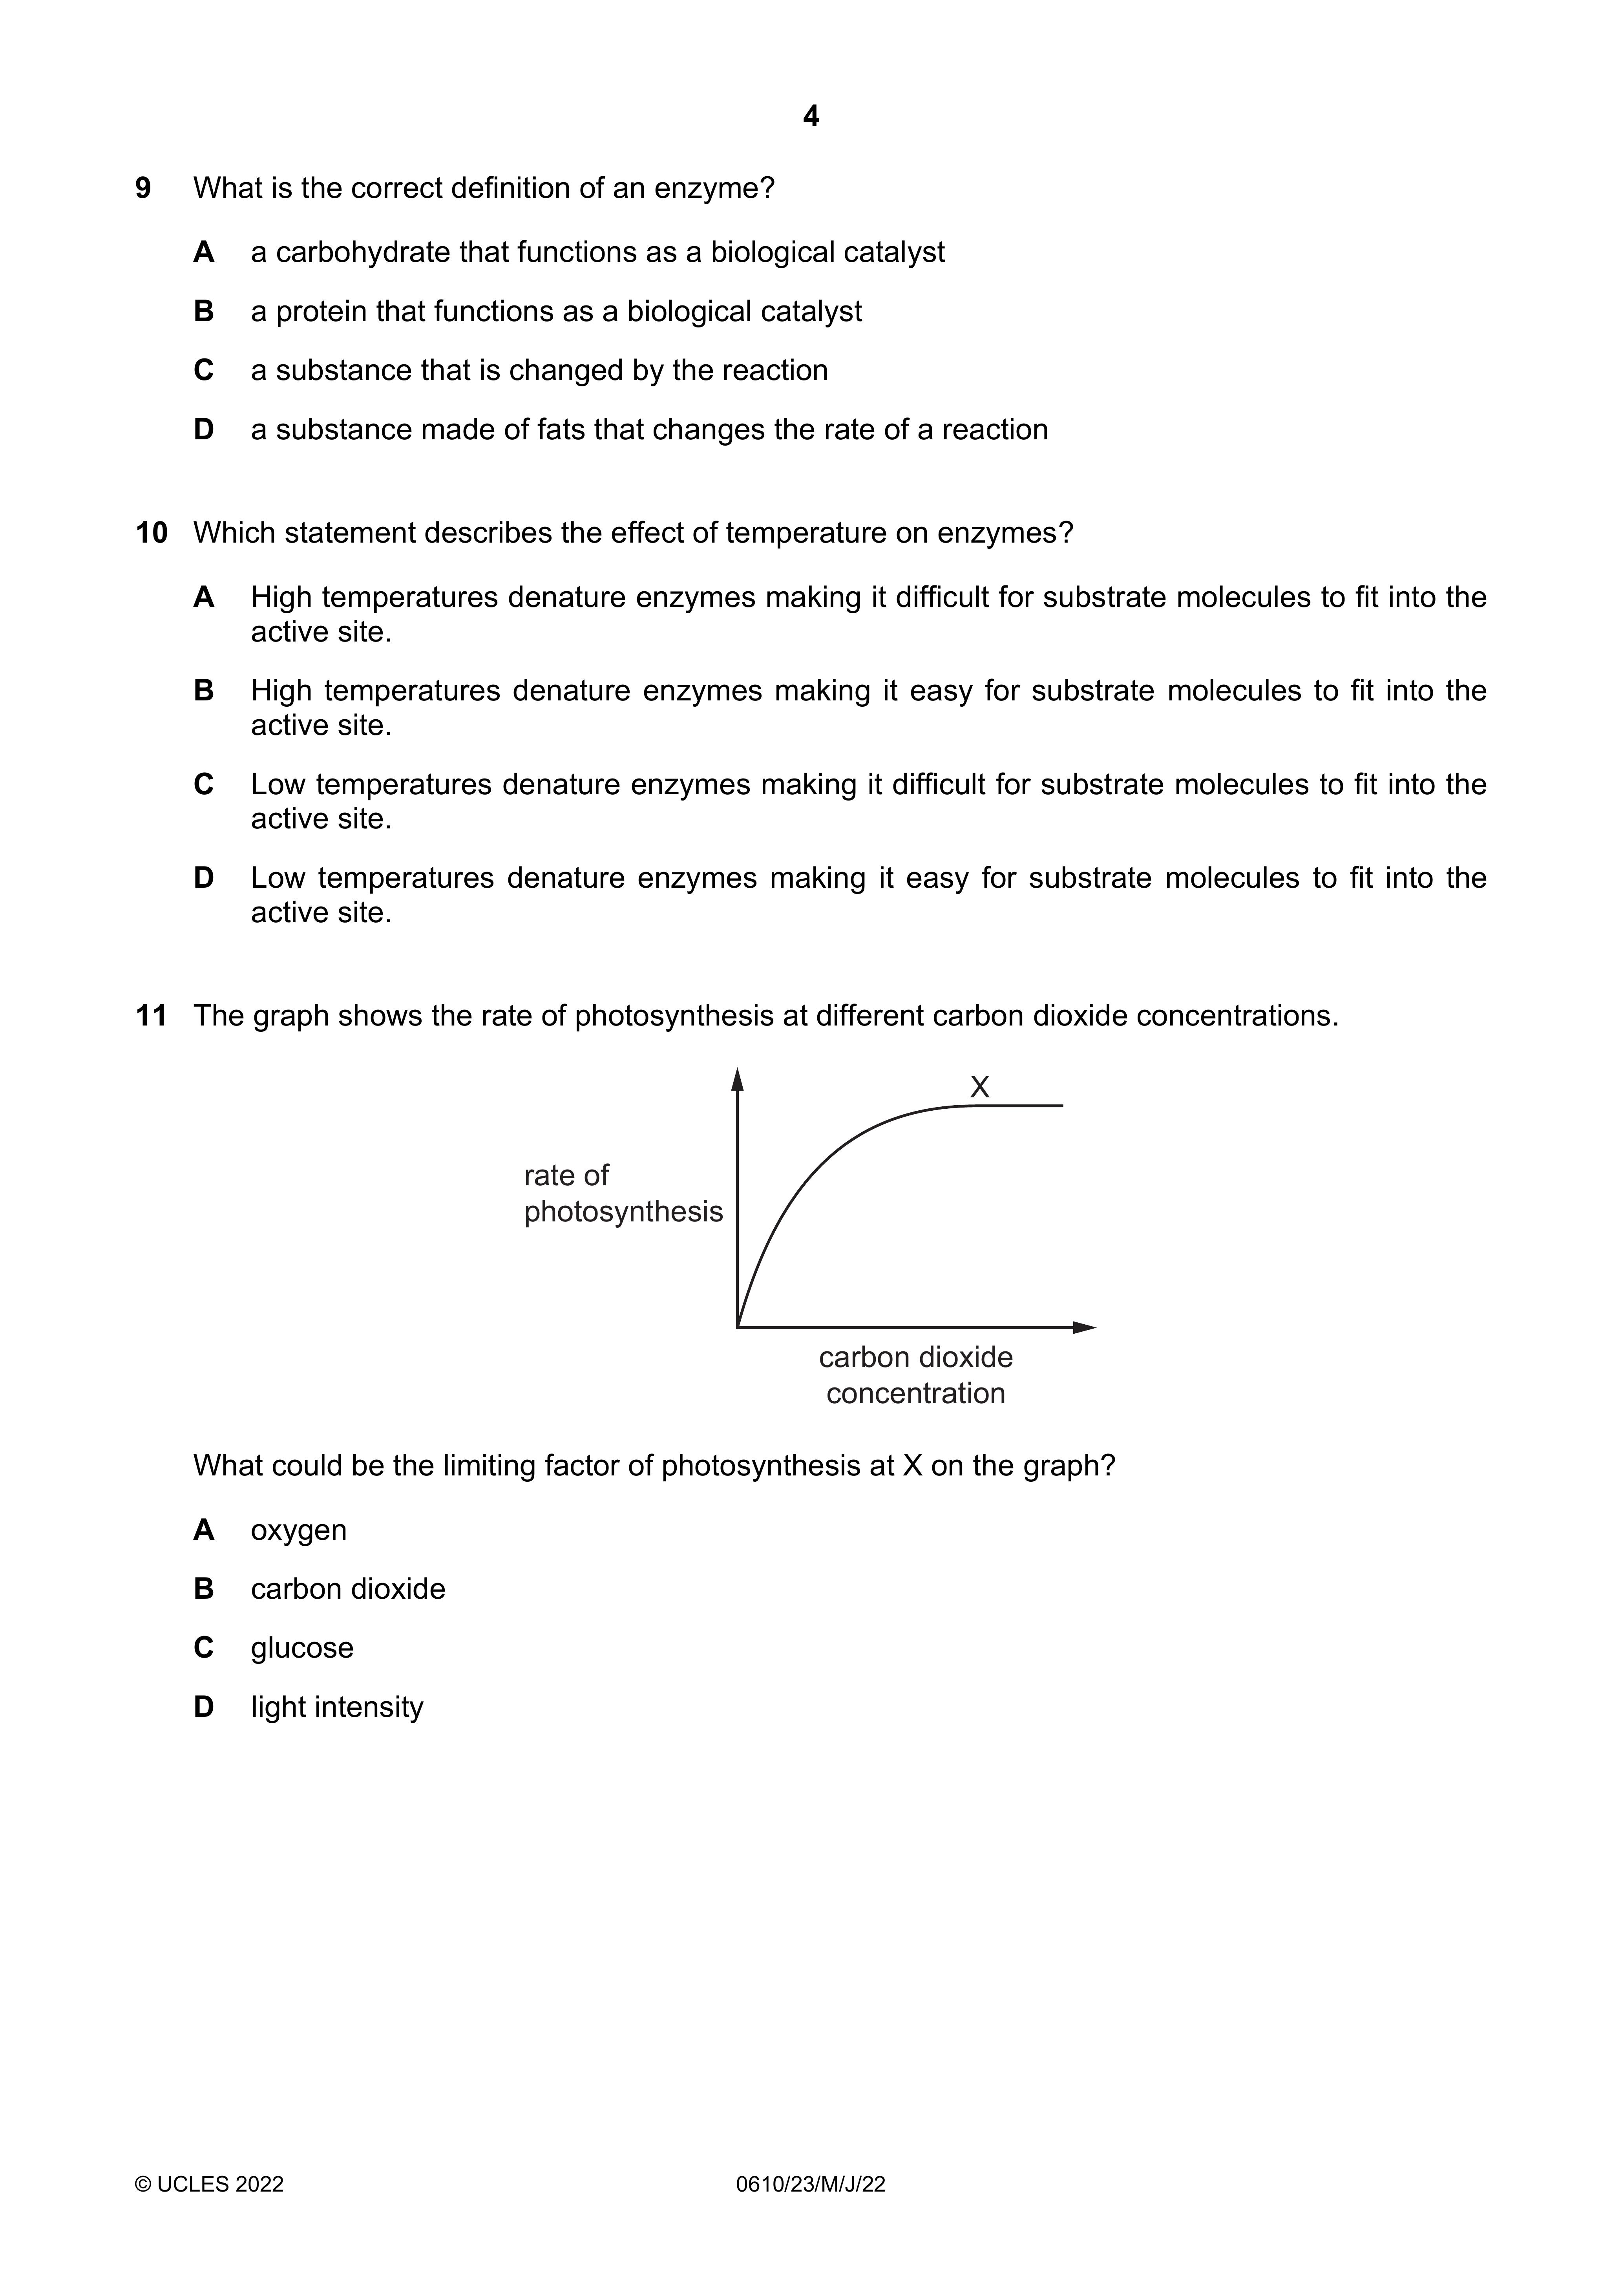 4
9 What is the correct definition of an enzyme?
A a carbohydrate that functions as a biological catalyst
B a protein that functions as a biological catalyst
C a substance that is changed by the reaction
D a substance made of fats that changes the rate of a reaction
10 Which statement describes the effect of temperature on enzymes?
A High temperatures denature enzymes making it difficult for substrate molecules to fit into the
active site.
B High temperatures denature enzymes making it easy for substrate molecules to fit into the
active site.
C Low temperatures denature enzymes making it difficult for substrate molecules to fit into the
active site.
D Low temperatures denature enzymes making it easy for substrate molecules to fit into the
active site.
11 The graph shows the rate of photosynthesis at different carbon dioxide concentrations.
X
rate of
photosynthesis
carbon dioxide
concentration
What could be the limiting factor of photosynthesis at X on the graph?
A oxygen
B carbon dioxide
C glucose
D light intensity
© UCLES 2022 0610/23/M/J/22